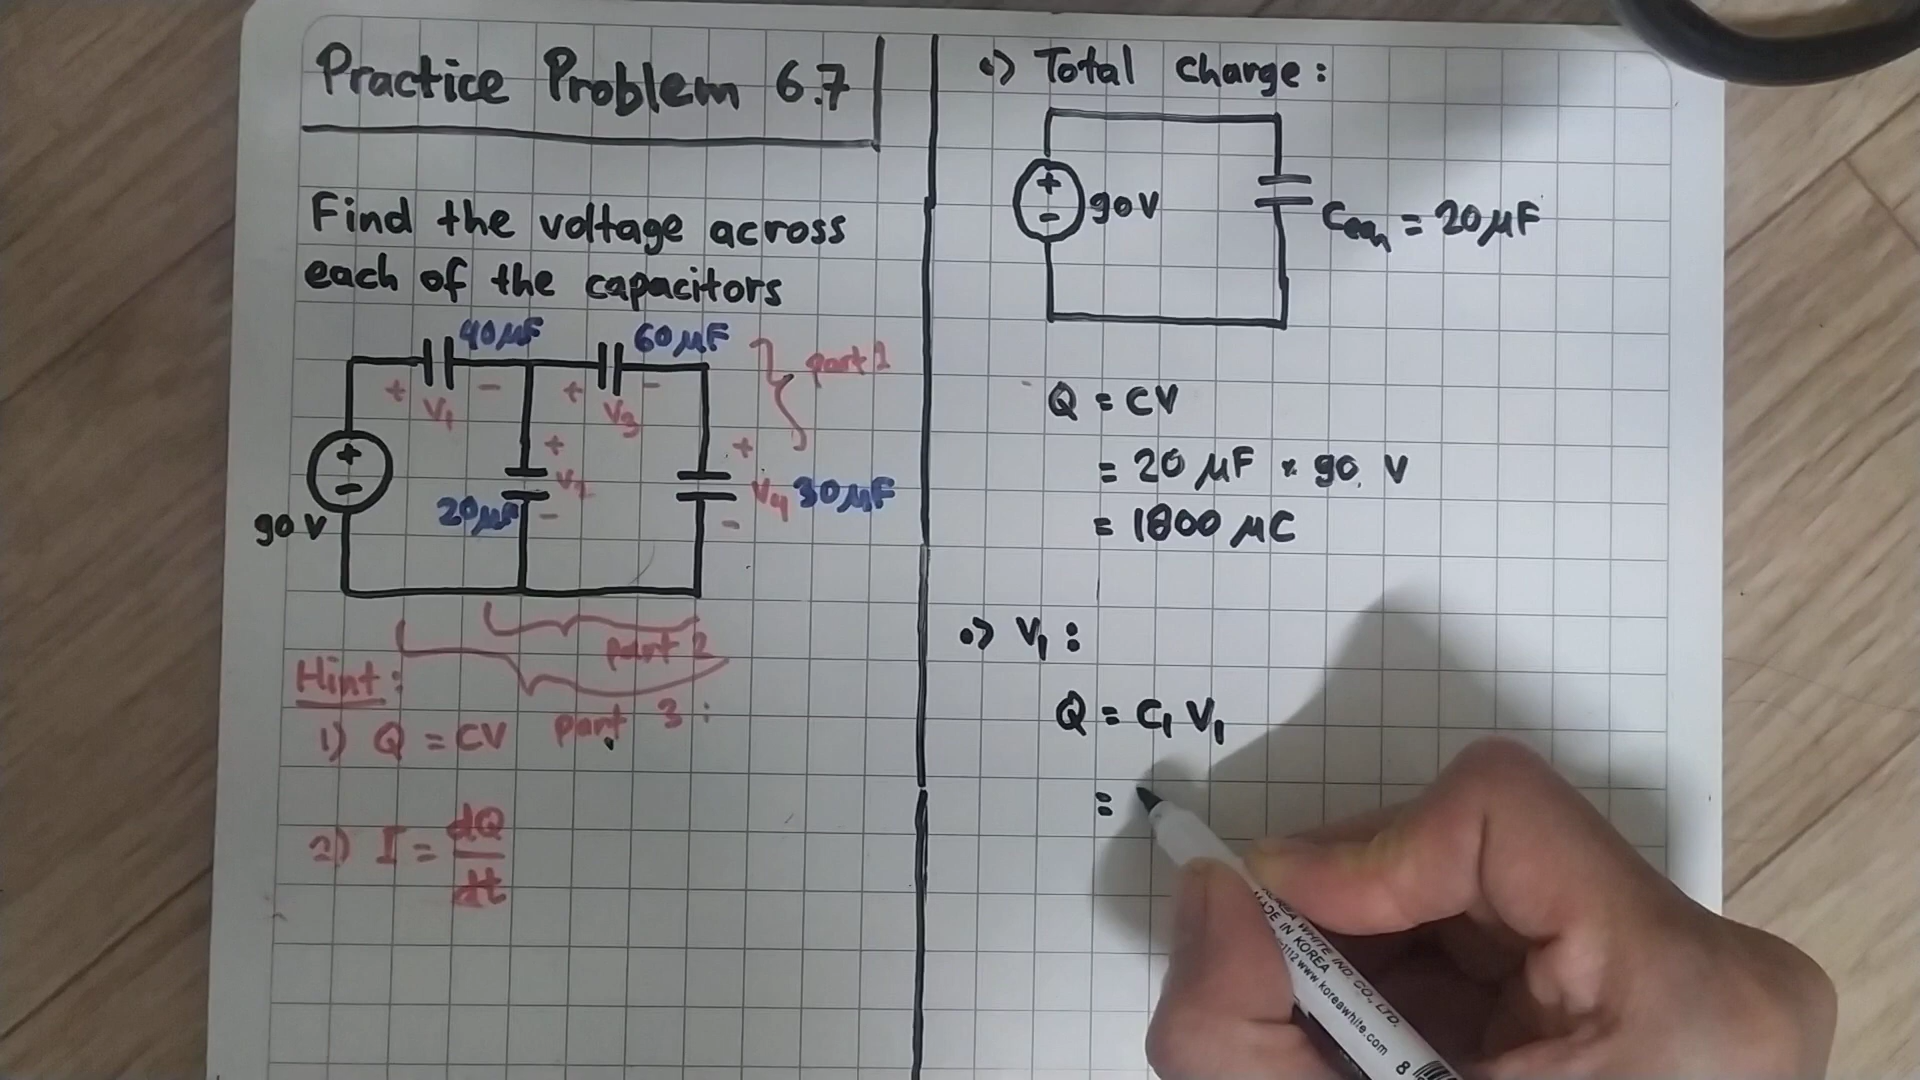 Practice Problem 6.7
Find the voltage across
each of the capacitors
40μF
60μF
part 1
+ V1 -
+ V3 -
+ V2 -
20μF
+ V4 -
30μF
+
-
90 V
part 2
part 3:
Hint:
1) Q = CV
2) I = dQ/dt
•) Total charge:
+
-
90V
= 20μF
Q = CV
= 20 μF × 90 V
= 1800 μC
•) V1 :
Q = C1 V1
=
KOREA WHITE IND. CO., LTD.
MADE IN KOREA
www.koreawhite.com
8